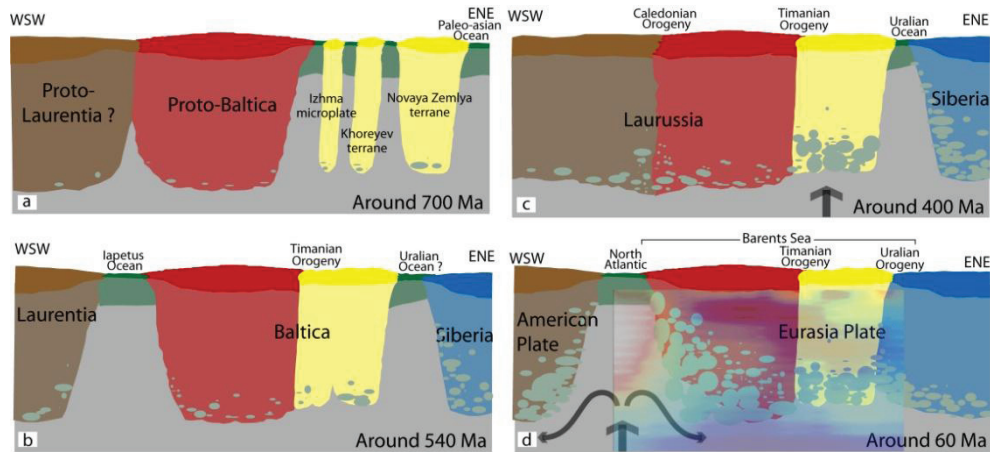 WSW
ENE
Paleo-asian
Ocean
Proto-
Laurentia ?
Proto-Baltica
Izhma
microplate
Khoreyev
terrane
Novaya Zemlya
terrane
a
Around 700 Ma
WSW
Iapetus
Ocean
Timanian
Orogeny
Uralian
Ocean ?
ENE
Laurentia
Baltica
Siberia
b
Around 540 Ma
WSW
Caledonian
Orogeny
Timanian
Orogeny
Uralian
Ocean
ENE
Laurussia
Siberia
c
Around 400 Ma
Barents Sea
WSW
North
Atlantic
Timanian
Orogeny
Uralian
Orogeny
ENE
American
Plate
Eurasia Plate
d
Around 60 Ma